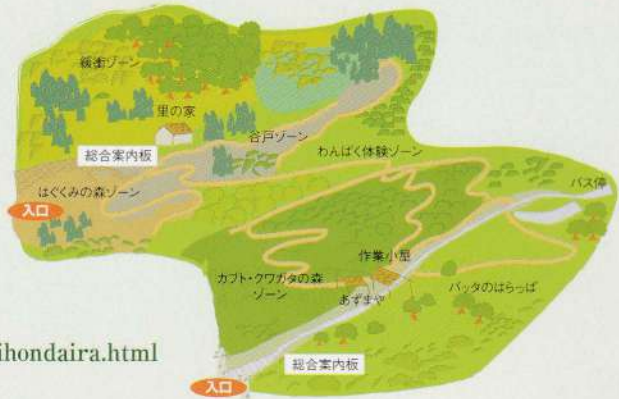 緩衝ゾーン
里の家
谷戸ゾーン
総合案内板
わんぱく体験ゾーン
はぐくみの森ゾーン
入口
バス停
作業小屋
カブト・クワガタの森
ゾーン
あずまや
バッタのはらっぱ
ihondaira.html
総合案内板
入口